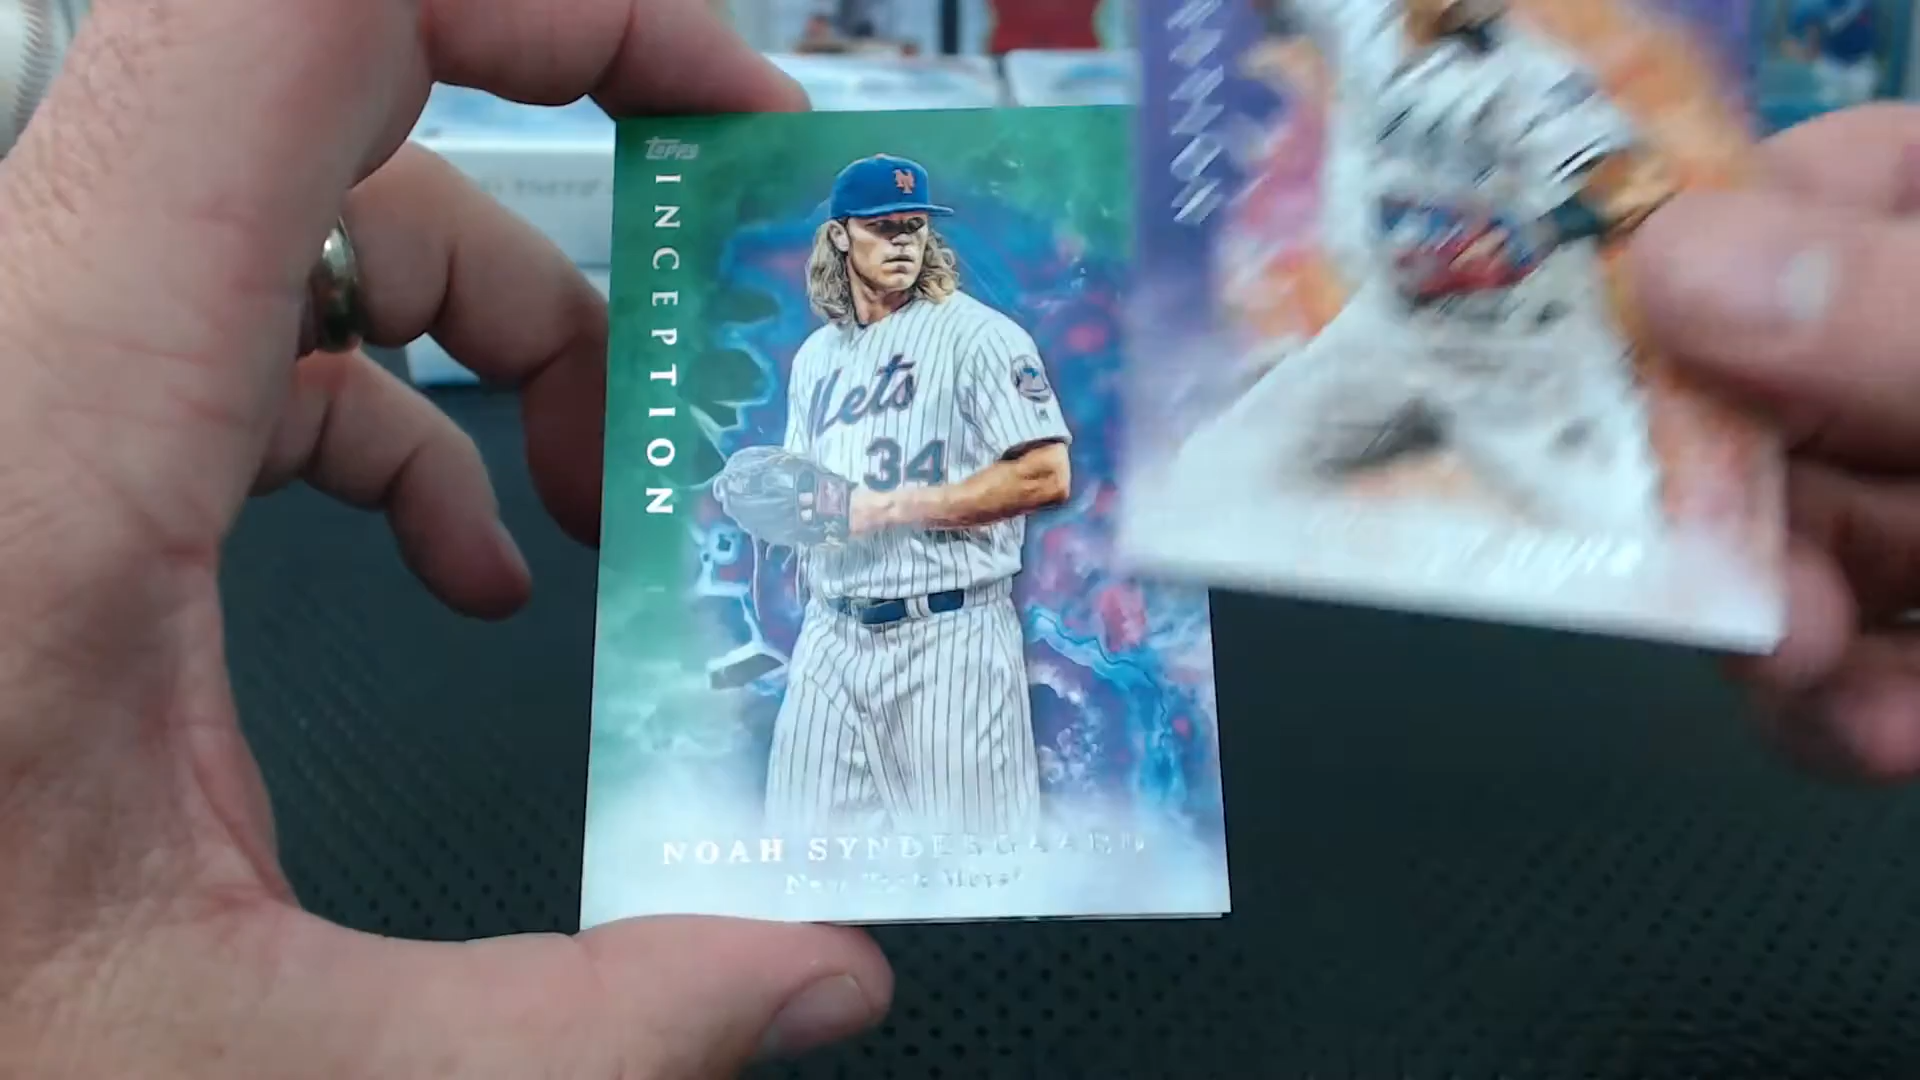 Topps
INCEPTION
Mets
34
NOAH SYNDERGAARD
New York Mets